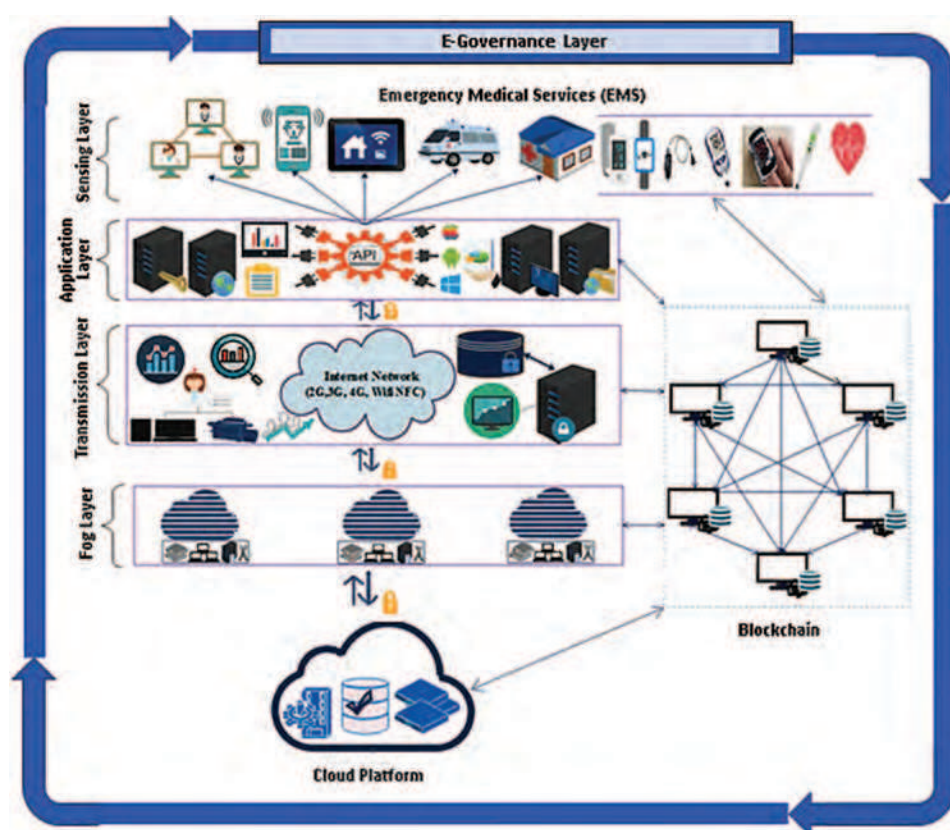 E-Governance Layer
Emergency Medical Services (EMS)
Sensing Layer
Application
Layer
API
Transmission Layer
Internet Network
(2G,3G, 4G, Wifi NFC)
Fog Layer
Blockchain
Cloud Platform